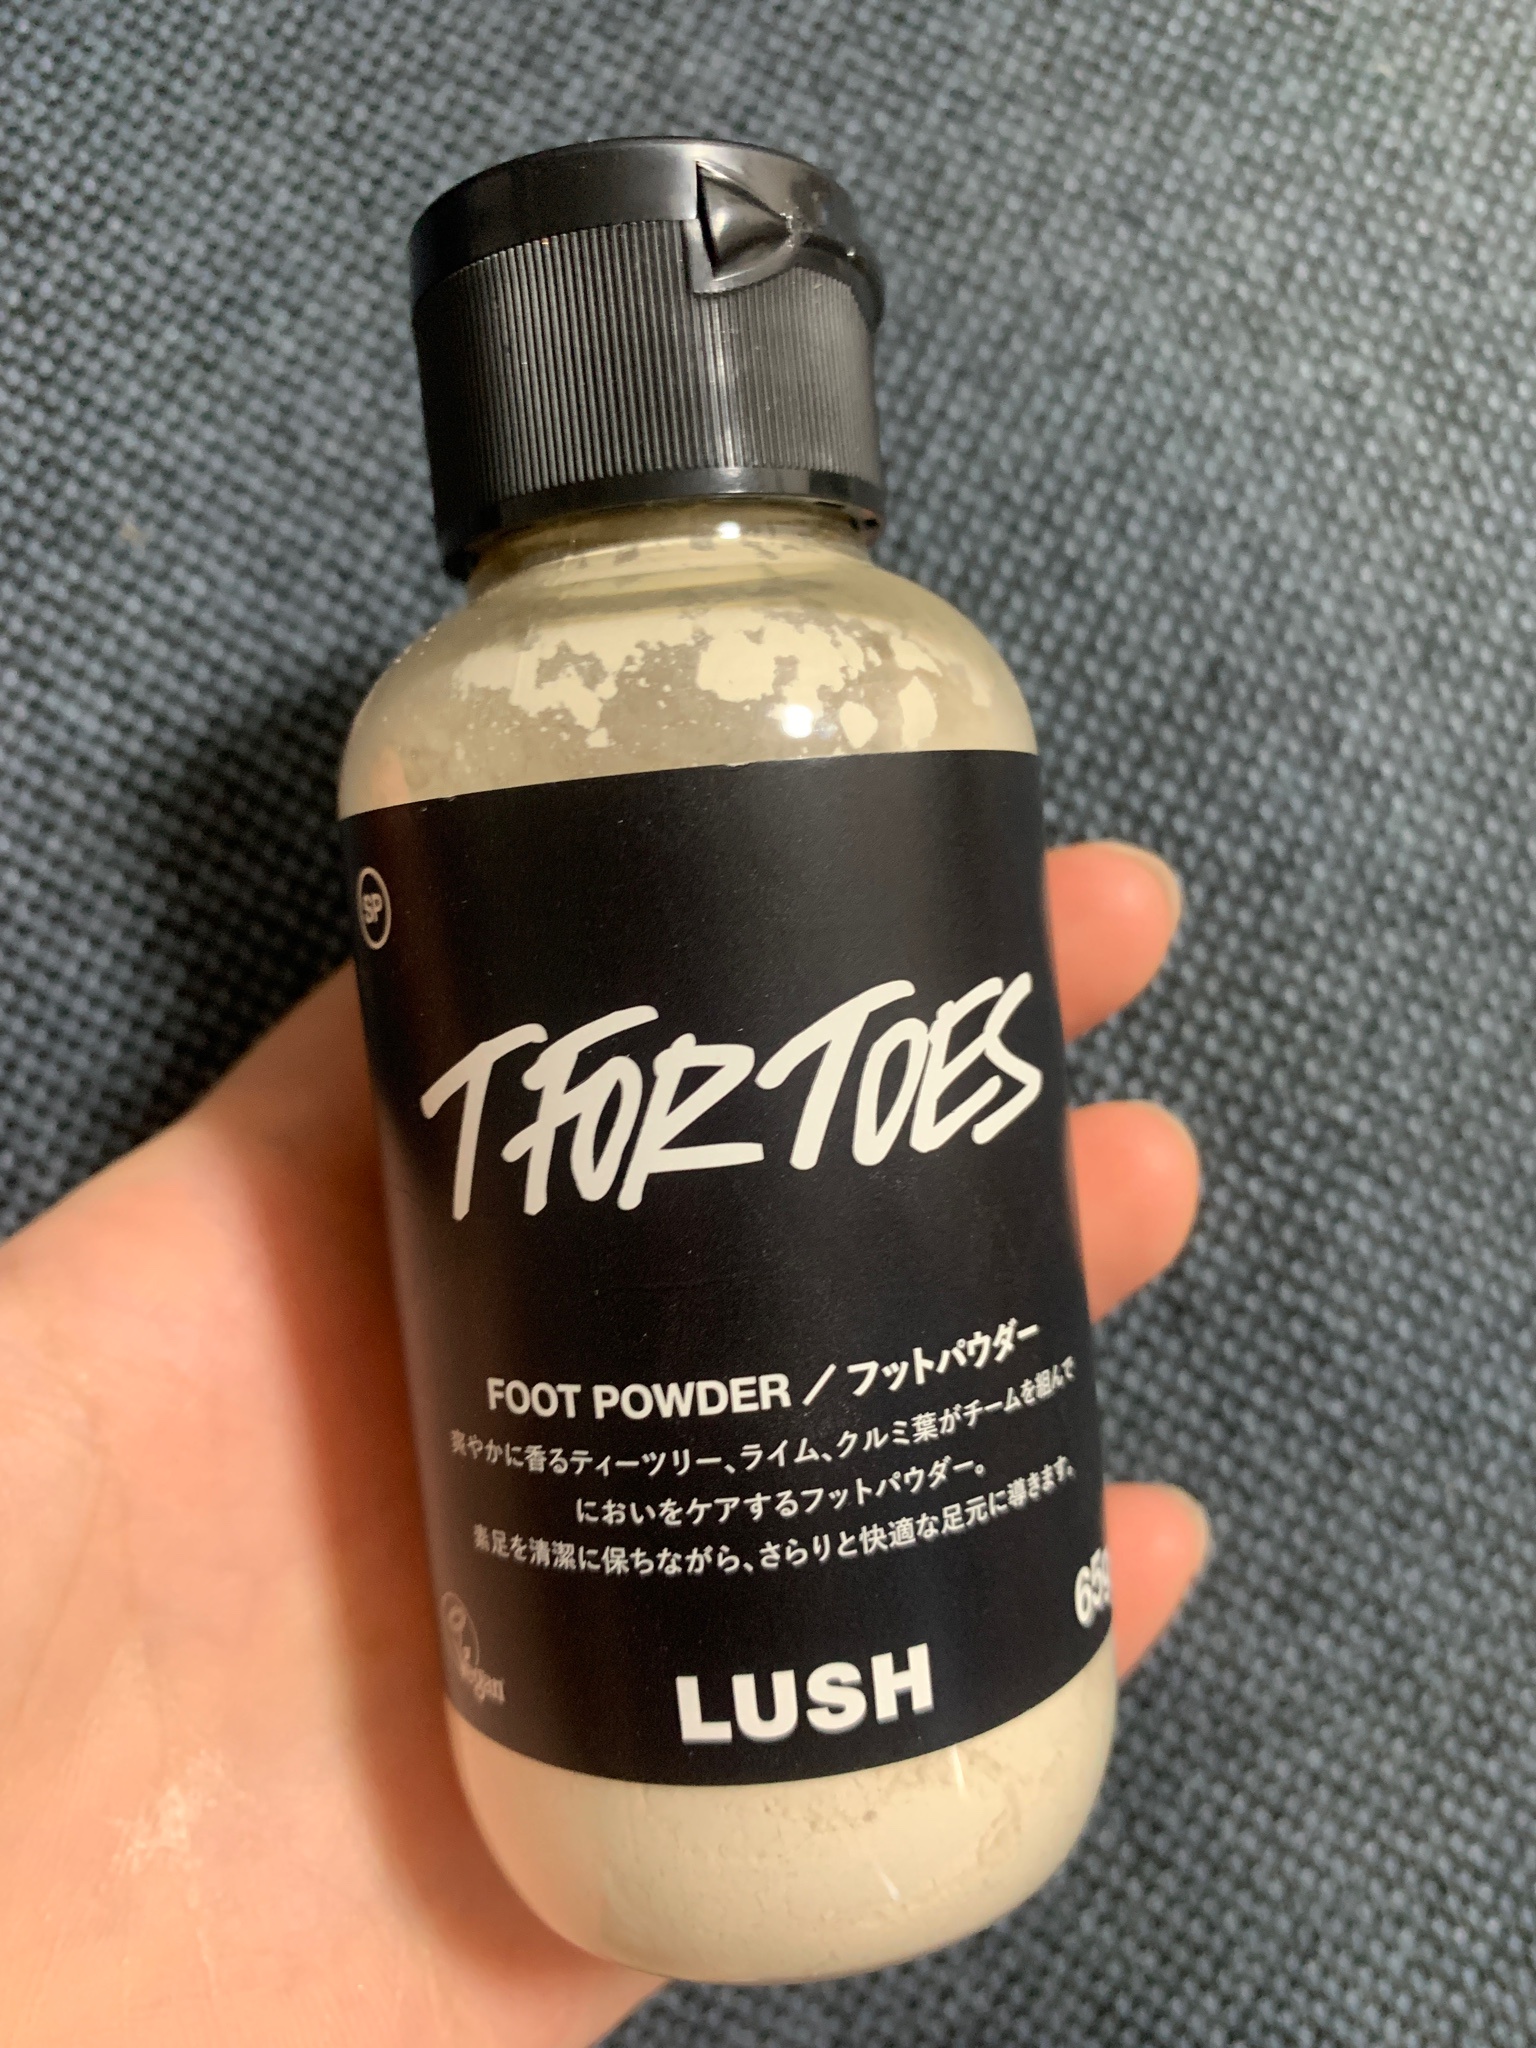 SP
T FOR TOES
FOOT POWDER / フットパウダー
爽やかに香るティーツリー、ライム、クルミ葉がチームを組んで
においをケアするフットパウダー。
素足を清潔に保ちながら、さらりと快適な足元に導きます。
65g
Vegan
LUSH